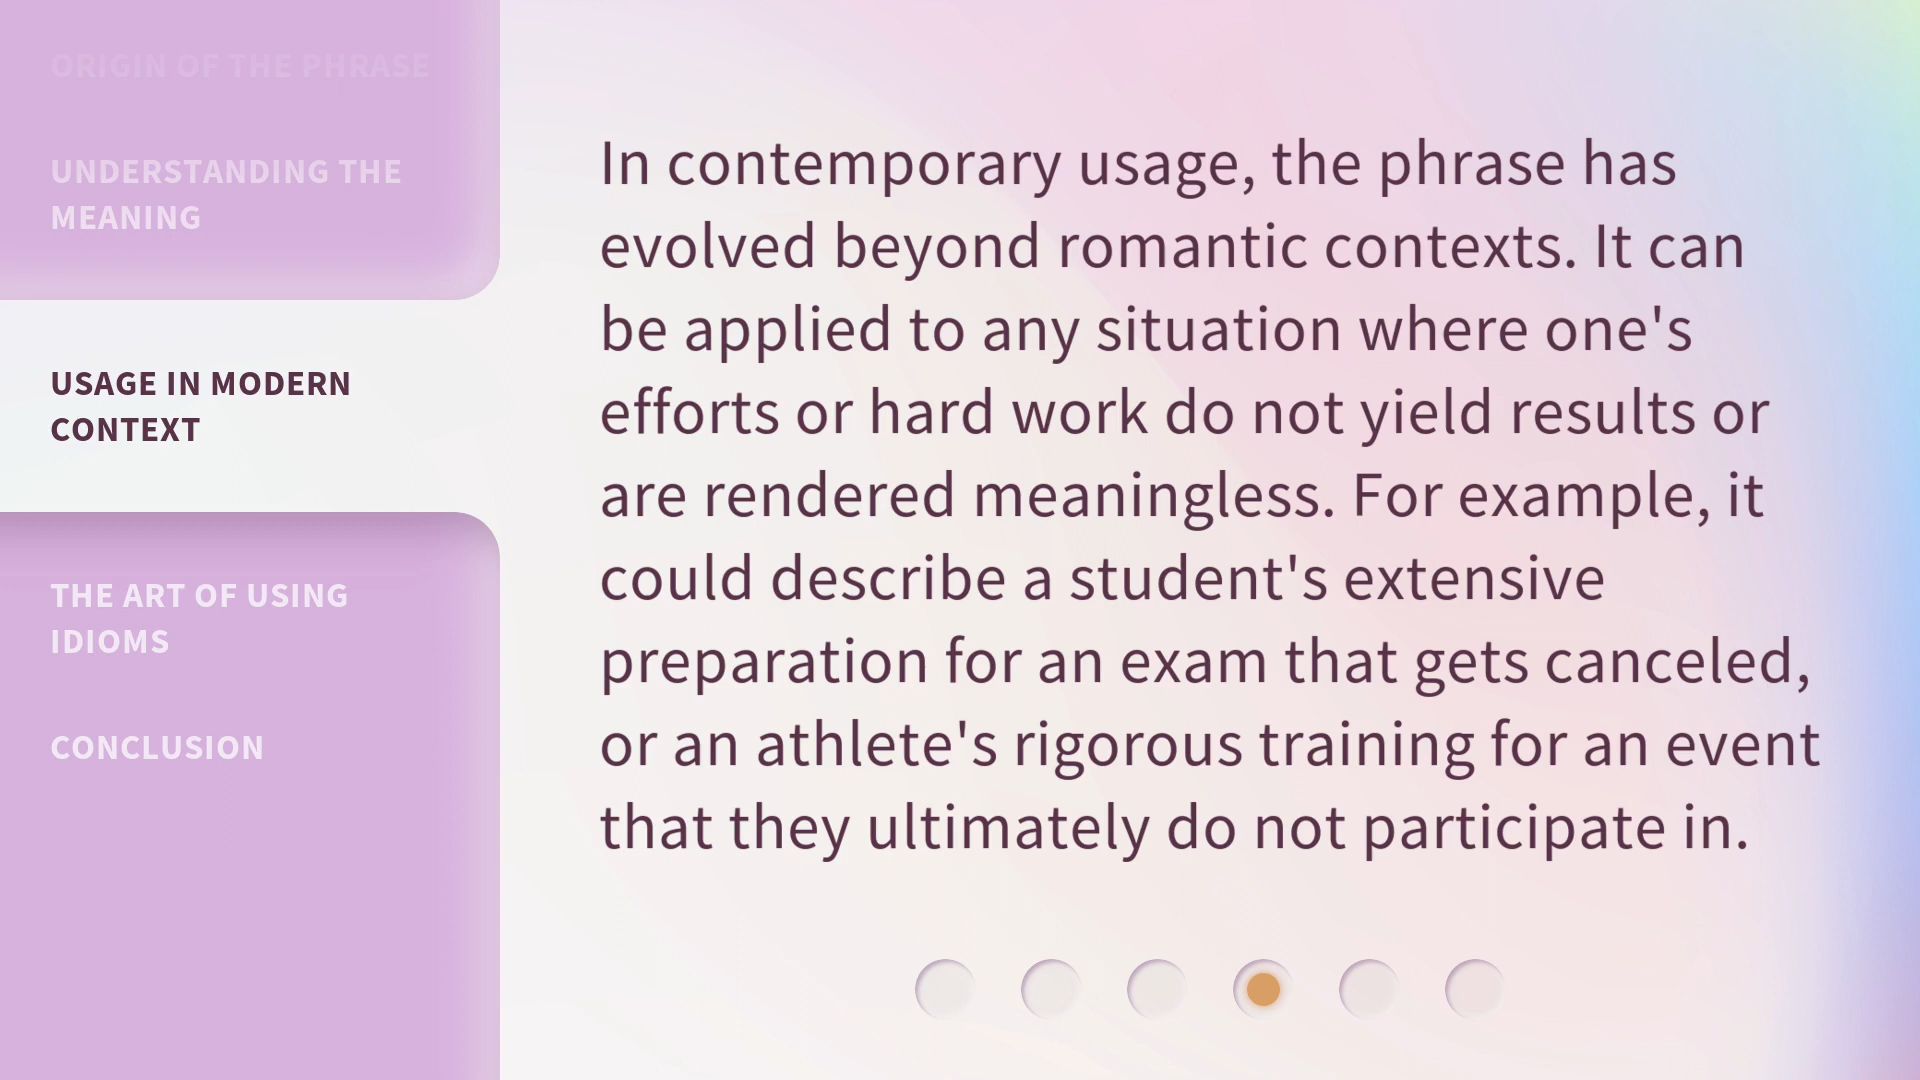 ORIGIN OF THE PHRASE
UNDERSTANDING THE
MEANING
USAGE IN MODERN
CONTEXT
THE ART OF USING
IDIOMS
CONCLUSION
In contemporary usage, the phrase has
evolved beyond romantic contexts. It can
be applied to any situation where one's
efforts or hard work do not yield results or
are rendered meaningless. For example, it
could describe a student's extensive
preparation for an exam that gets canceled,
or an athlete's rigorous training for an event
that they ultimately do not participate in.